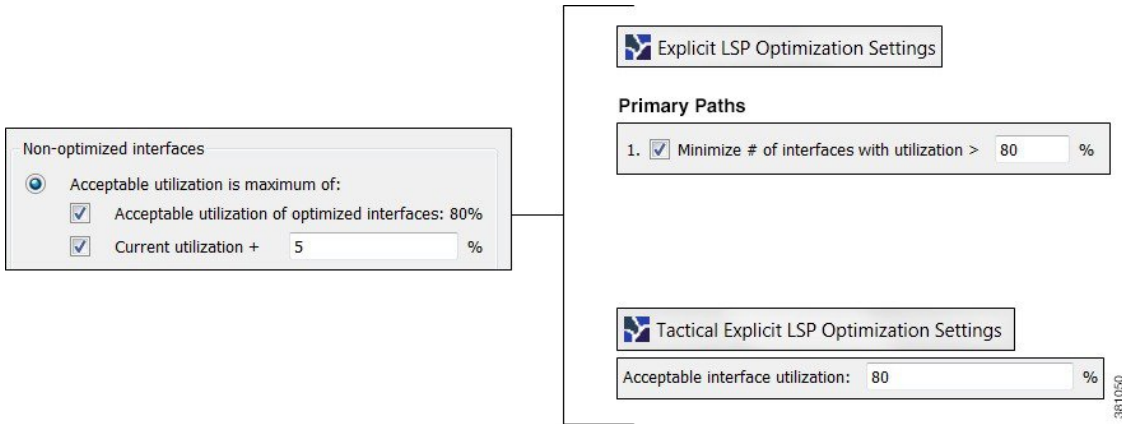 Non-optimized interfaces
Acceptable utilization is maximum of:
Acceptable utilization of optimized interfaces: 80%
Current utilization + 5 %
Explicit LSP Optimization Settings
Primary Paths
1. Minimize # of interfaces with utilization > 80 %
Tactical Explicit LSP Optimization Settings
Acceptable interface utilization: 80 %
381050